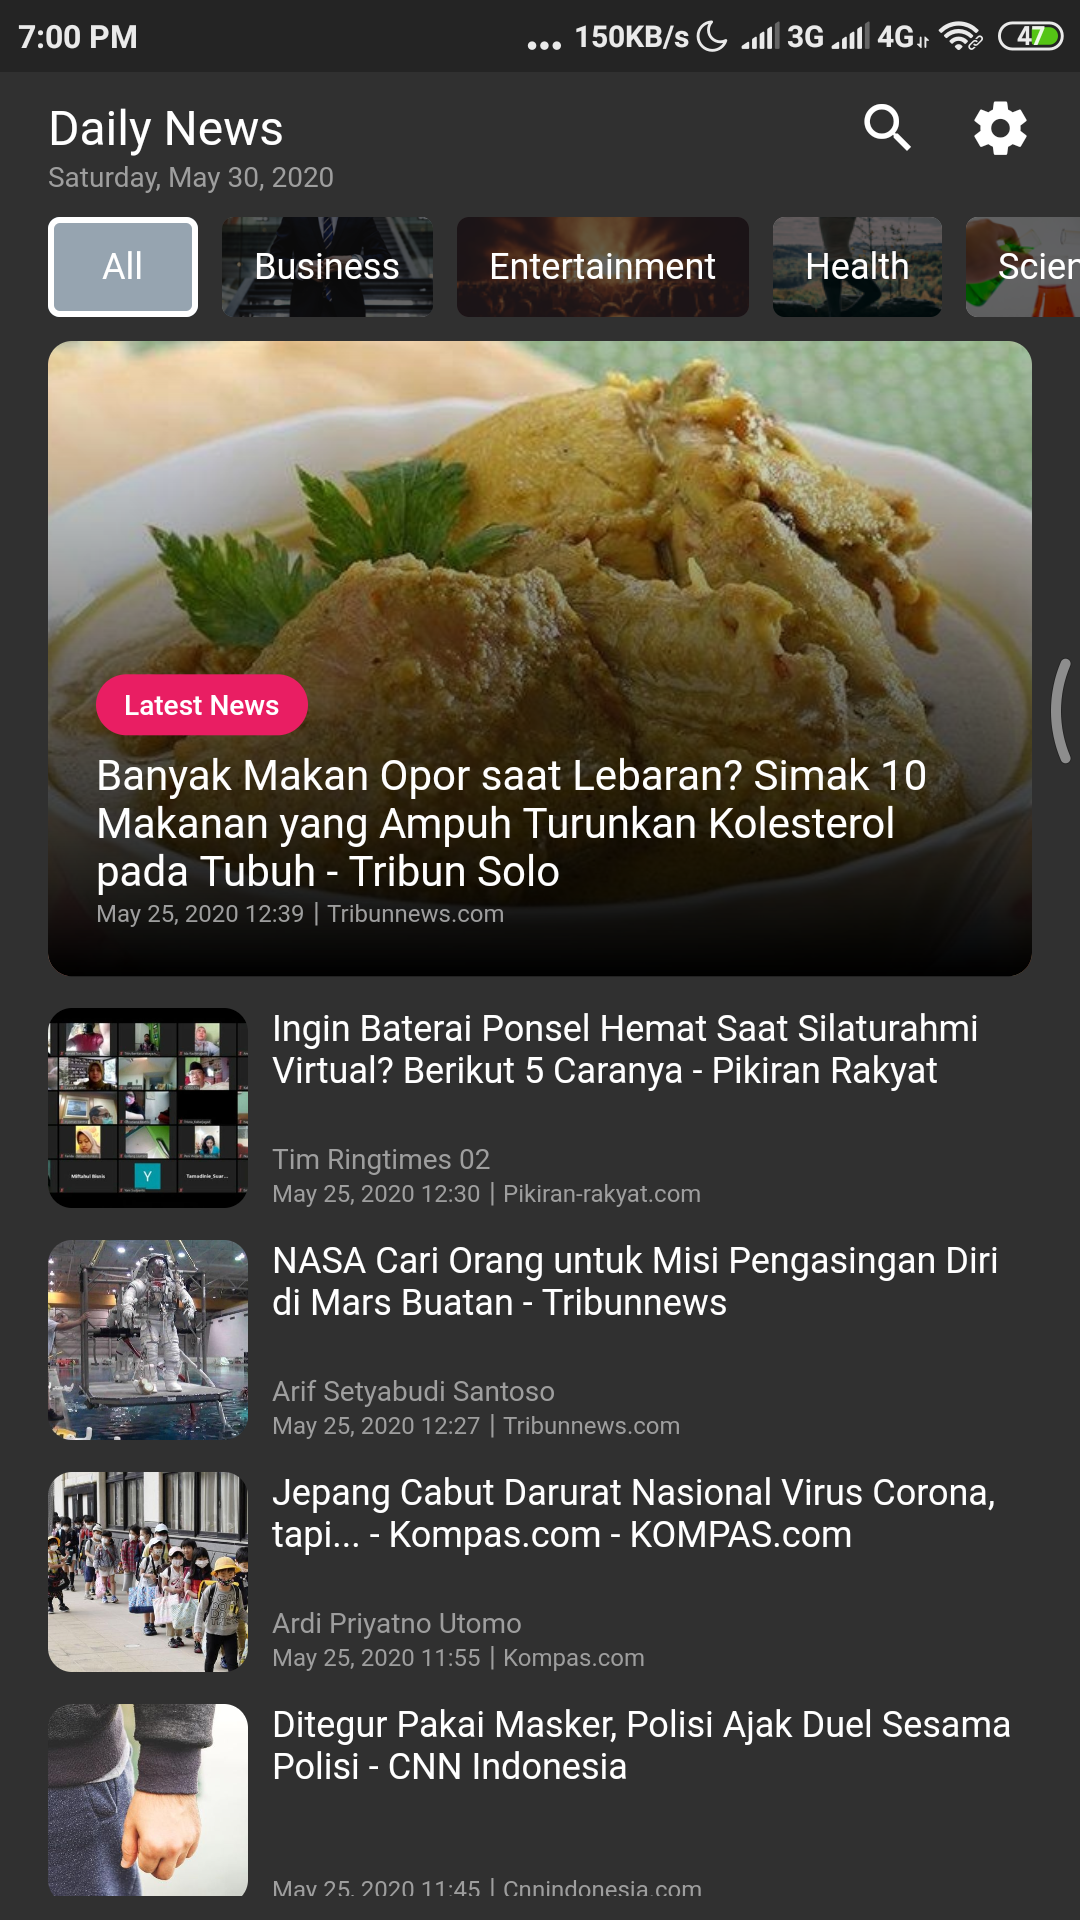 7:00 PM ... 150KB/s 3G 4G 47
Daily News
Saturday, May 30, 2020
All Business Entertainment Health Scien
Latest News
Banyak Makan Opor saat Lebaran? Simak 10
Makanan yang Ampuh Turunkan Kolesterol
pada Tubuh - Tribun Solo
May 25, 2020 12:39 | Tribunnews.com
Ingin Baterai Ponsel Hemat Saat Silaturahmi
Virtual? Berikut 5 Caranya - Pikiran Rakyat
Miftahul Bisnis Y Tamadinie_Suar...
Tim Ringtimes 02
May 25, 2020 12:30 | Pikiran-rakyat.com
NASA Cari Orang untuk Misi Pengasingan Diri
di Mars Buatan - Tribunnews
Arif Setyabudi Santoso
May 25, 2020 12:27 | Tribunnews.com
Jepang Cabut Darurat Nasional Virus Corona,
tapi... - Kompas.com - KOMPAS.com
Ardi Priyatno Utomo
May 25, 2020 11:55 | Kompas.com
Ditegur Pakai Masker, Polisi Ajak Duel Sesama
Polisi - CNN Indonesia
May 25, 2020 11:45 | Cnnindonesia.com